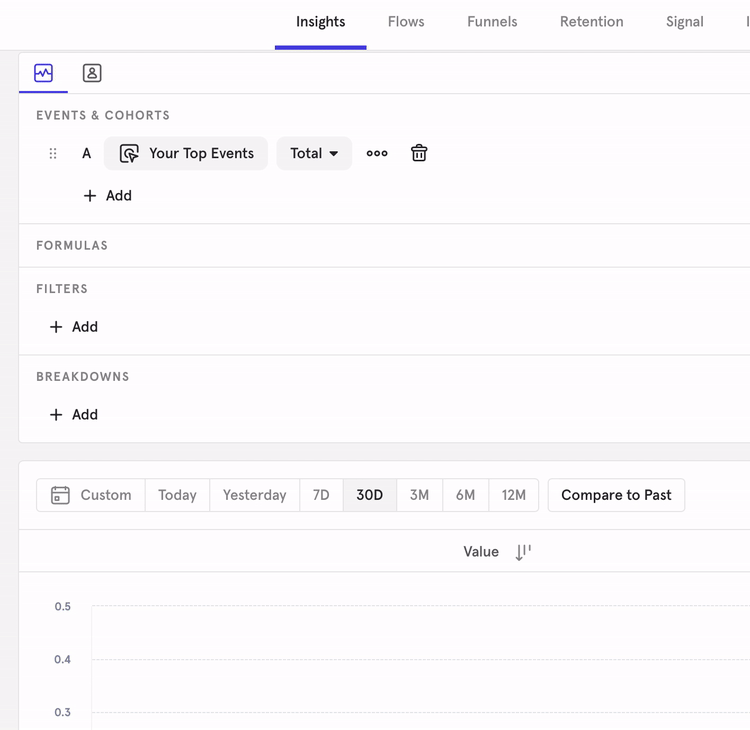 Insights Flows Funnels Retention Signal
EVENTS & COHORTS
A Your Top Events Total
Add
FORMULAS
FILTERS
Add
BREAKDOWNS
Add
Custom Today Yesterday 7D 30D 3M 6M 12M Compare to Past
Value
0.5
0.4
0.3